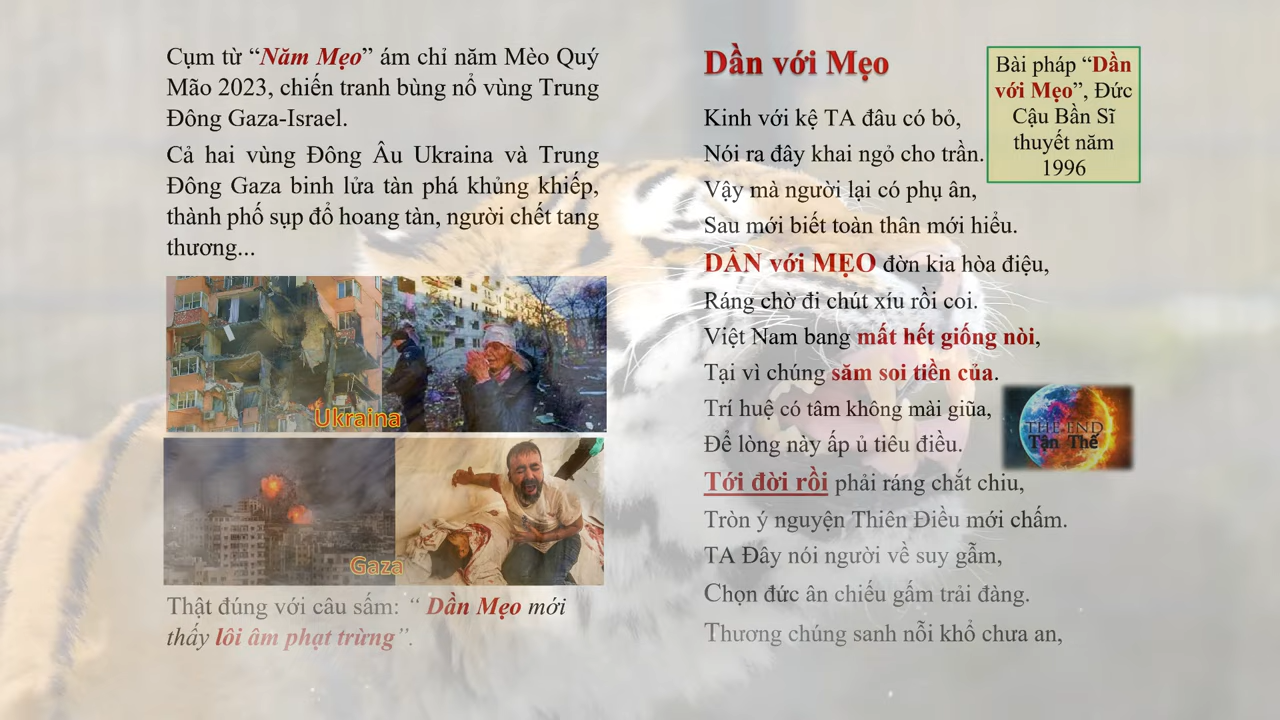 Cụm từ “Năm Mẹo” ám chỉ năm Mèo Quý
Mão 2023, chiến tranh bùng nổ vùng Trung
Đông Gaza-Israel.
Cả hai vùng Đông Âu Ukraina và Trung
Đông Gaza binh lửa tàn phá khủng khiếp,
thành phố sụp đổ hoang tàn, người chết tang
thương...
Ukraina
Gaza
Thật đúng với câu sấm: “ Dần Mẹo mới
thấy lôi âm phạt trừng”.
Dần với Mẹo
Kinh với kệ TA đâu có bỏ,
Nói ra đây khai ngỏ cho trần.
Vậy mà người lại có phụ ân,
Sau mới biết toàn thân mới hiểu.
DẦN với MẸO đờn kia hòa điệu,
Ráng chờ đi chút xíu rồi coi.
Việt Nam bang mất hết giống nòi,
Tại vì chúng săm soi tiền của.
Trí huệ có tâm không mài giũa,
Để lòng này ấp ủ tiêu điều.
Tới đời rồi phải ráng chắt chiu,
Tròn ý nguyện Thiên Điều mới chấm.
TA Đây nói người về suy gẫm,
Chọn đức ân chiếu gấm trải đàng.
Thương chúng sanh nỗi khổ chưa an,
Bài pháp “Dần
với Mẹo”, Đức
Cậu Bần Sĩ
thuyết năm
1996
THE END
Tận Thế